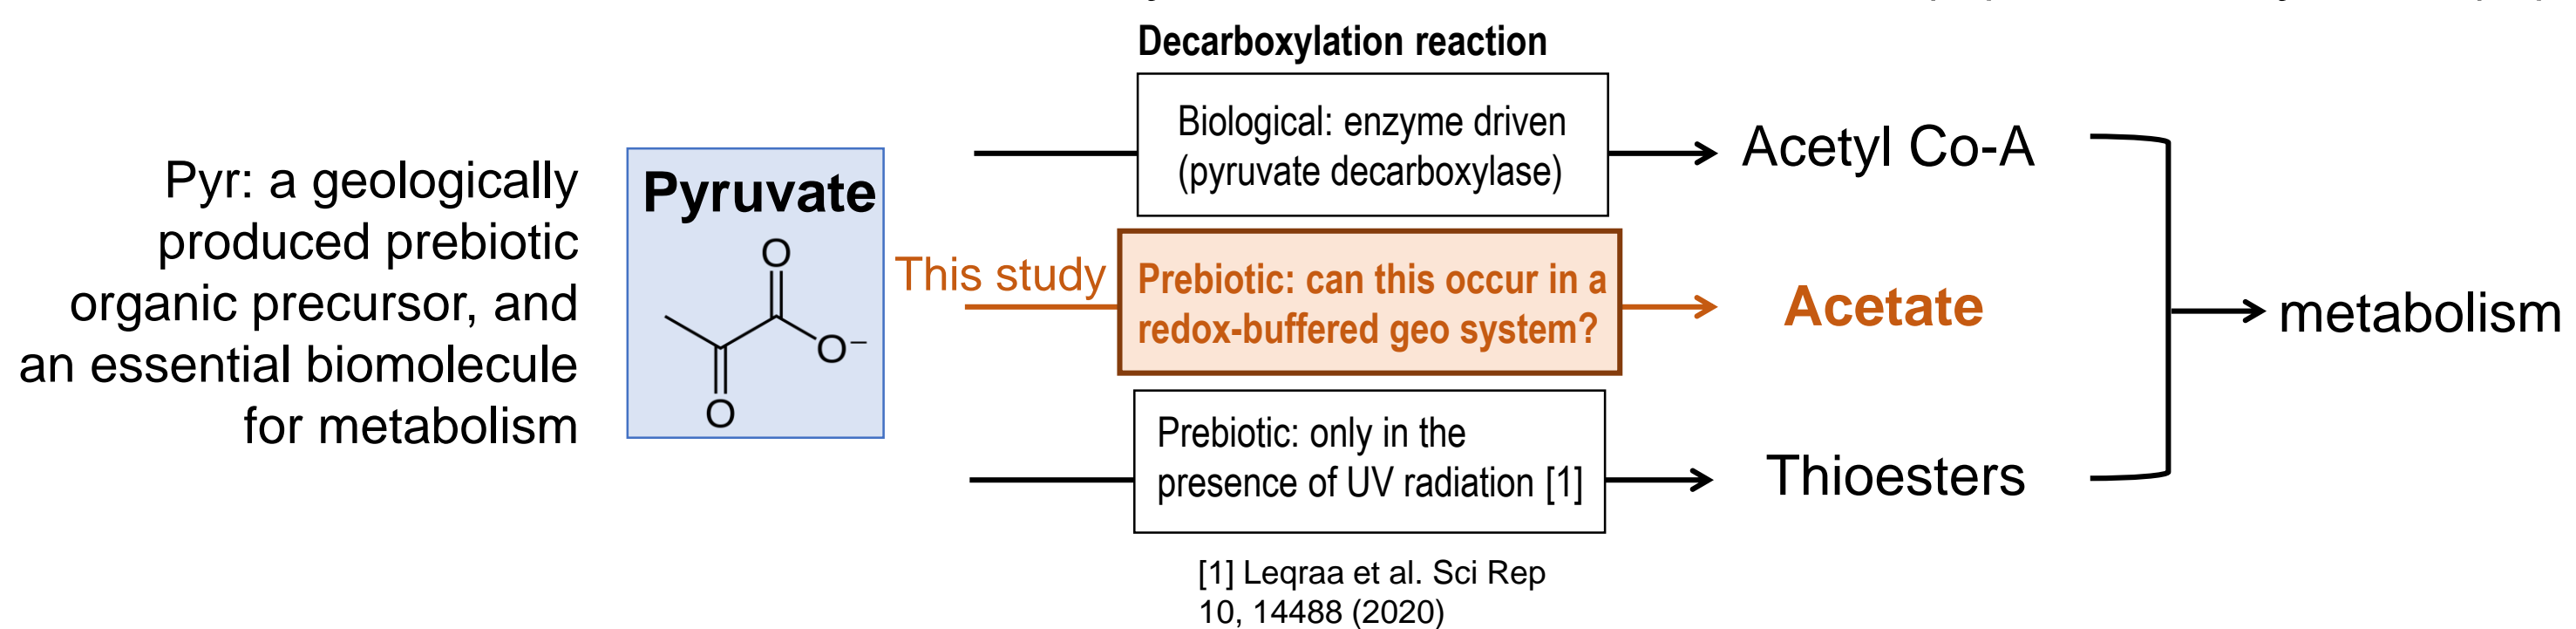 Decarboxylation reaction
Pyr: a geologically
produced prebiotic
organic precursor, and
an essential biomolecule
for metabolism
Pyruvate
O
O⁻
O
Biological: enzyme driven
(pyruvate decarboxylase)
Acetyl Co-A
This study
Prebiotic: can this occur in a
redox-buffered geo system?
Acetate
Prebiotic: only in the
presence of UV radiation [1]
Thioesters
metabolism
[1] Leqraa et al. Sci Rep
10, 14488 (2020)